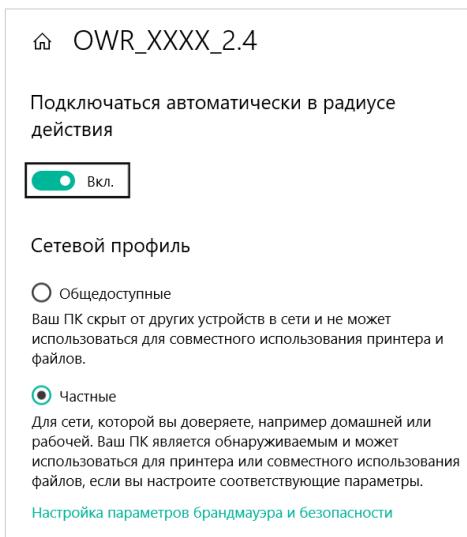 OWR_XXXX_2.4
Подключаться автоматически в радиусе
действия
Вкл.
Сетевой профиль
Общедоступные
Ваш ПК скрыт от других устройств в сети и не может
использоваться для совместного использования принтера и
файлов.
Частные
Для сети, которой вы доверяете, например домашней или
рабочей. Ваш ПК является обнаруживаемым и может
использоваться для принтера или совместного использования
файлов, если вы настроите соответствующие параметры.
Настройка параметров брандмауэра и безопасности